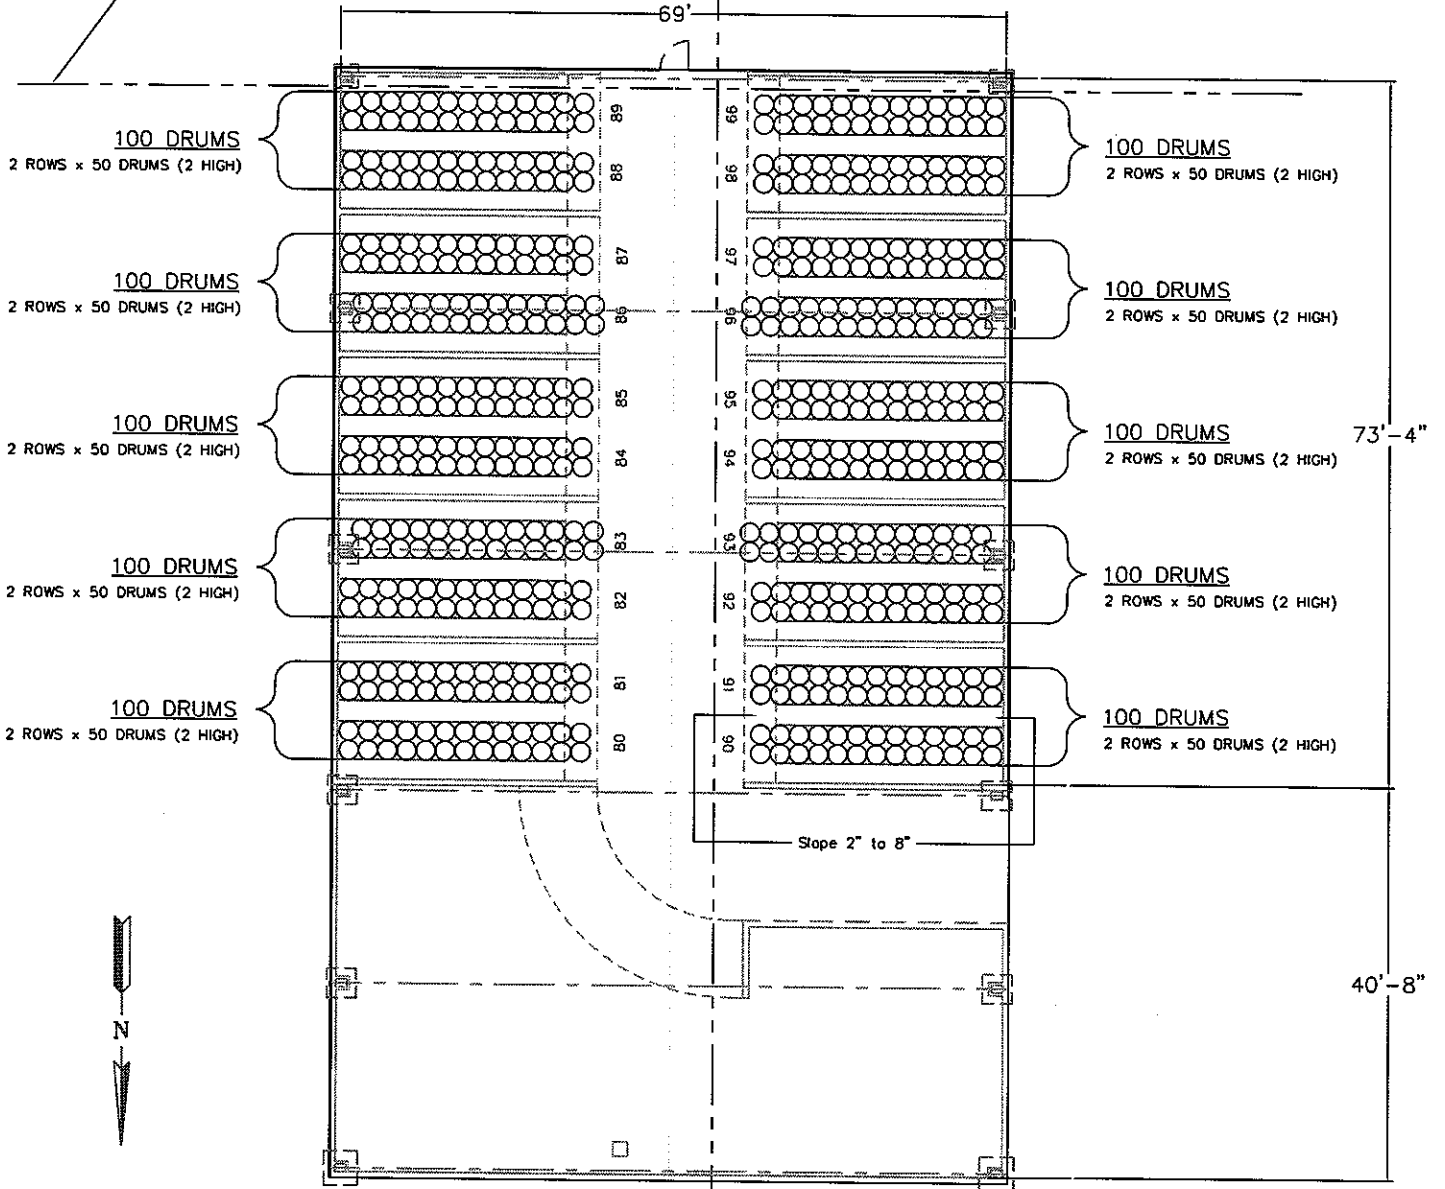 69'
100 DRUMS
2 ROWS x 50 DRUMS (2 HIGH)
89
88
99
98
100 DRUMS
2 ROWS x 50 DRUMS (2 HIGH)
100 DRUMS
2 ROWS x 50 DRUMS (2 HIGH)
87
86
97
96
100 DRUMS
2 ROWS x 50 DRUMS (2 HIGH)
100 DRUMS
2 ROWS x 50 DRUMS (2 HIGH)
85
84
95
94
100 DRUMS
2 ROWS x 50 DRUMS (2 HIGH)
73'-4"
100 DRUMS
2 ROWS x 50 DRUMS (2 HIGH)
83
82
93
92
100 DRUMS
2 ROWS x 50 DRUMS (2 HIGH)
100 DRUMS
2 ROWS x 50 DRUMS (2 HIGH)
81
80
91
90
100 DRUMS
2 ROWS x 50 DRUMS (2 HIGH)
Slope 2" to 8"
40'-8"
N